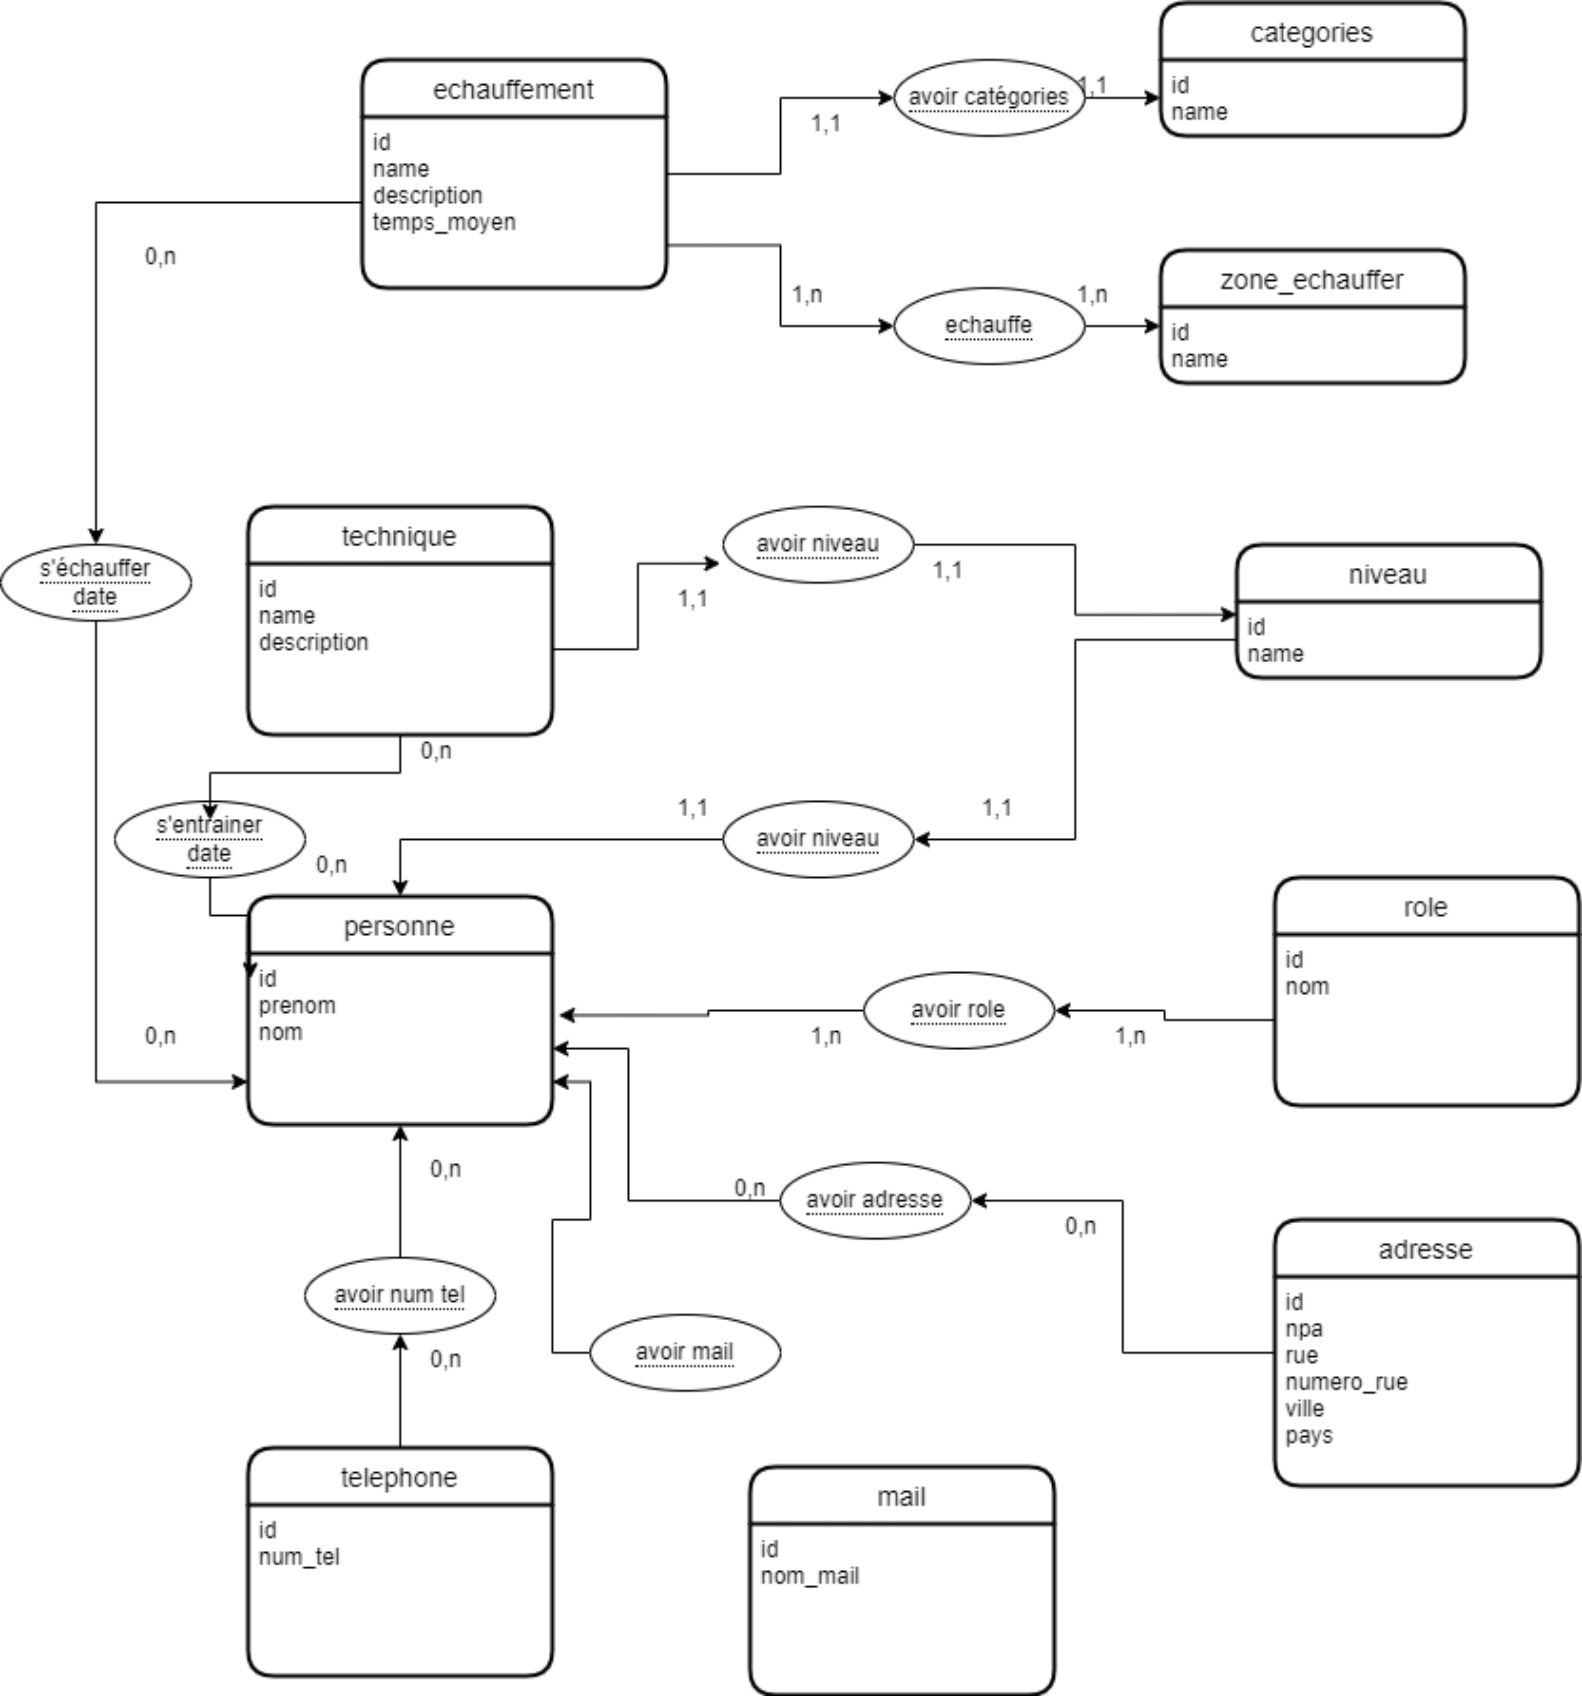 categories
id
name
echauffement
id
name
description
temps_moyen
avoir catégories
1,1
1,1
0,n
zone_echauffer
id
name
1,n
echauffe
1,n
s'échauffer
date
technique
id
name
description
avoir niveau
1,1
1,1
niveau
id
name
0,n
s'entrainer
date
0,n
1,1
avoir niveau
1,1
personne
id
prenom
nom
0,n
role
id
nom
avoir role
1,n
1,n
0,n
0,n
avoir adresse
0,n
adresse
id
npa
rue
numero_rue
ville
pays
avoir num tel
0,n
avoir mail
telephone
id
num_tel
mail
id
nom_mail